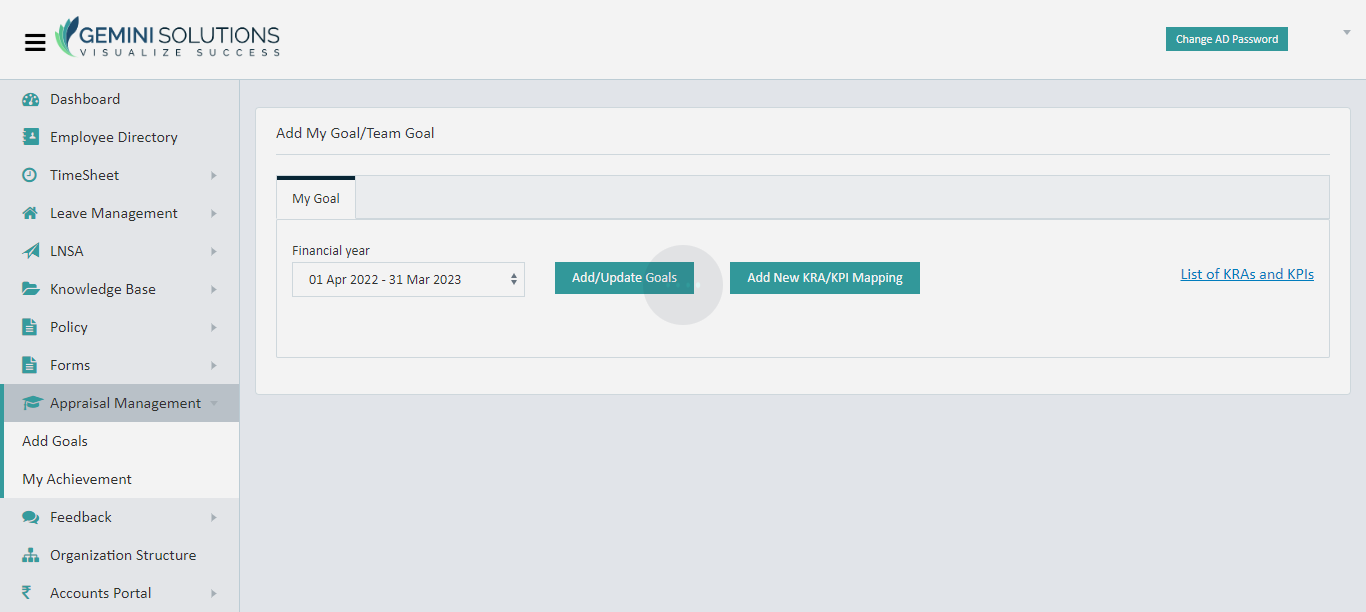 GEMINI SOLUTIONS
VISUALIZE SUCCESS
Change AD Password
Dashboard
Employee Directory
TimeSheet
Leave Management
LNSA
Knowledge Base
Policy
Forms
Appraisal Management
Add Goals
My Achievement
Feedback
Organization Structure
Accounts Portal
Add My Goal/Team Goal
My Goal
Financial year
01 Apr 2022 - 31 Mar 2023
Add/Update Goals
Add New KRA/KPI Mapping
List of KRAs and KPIs